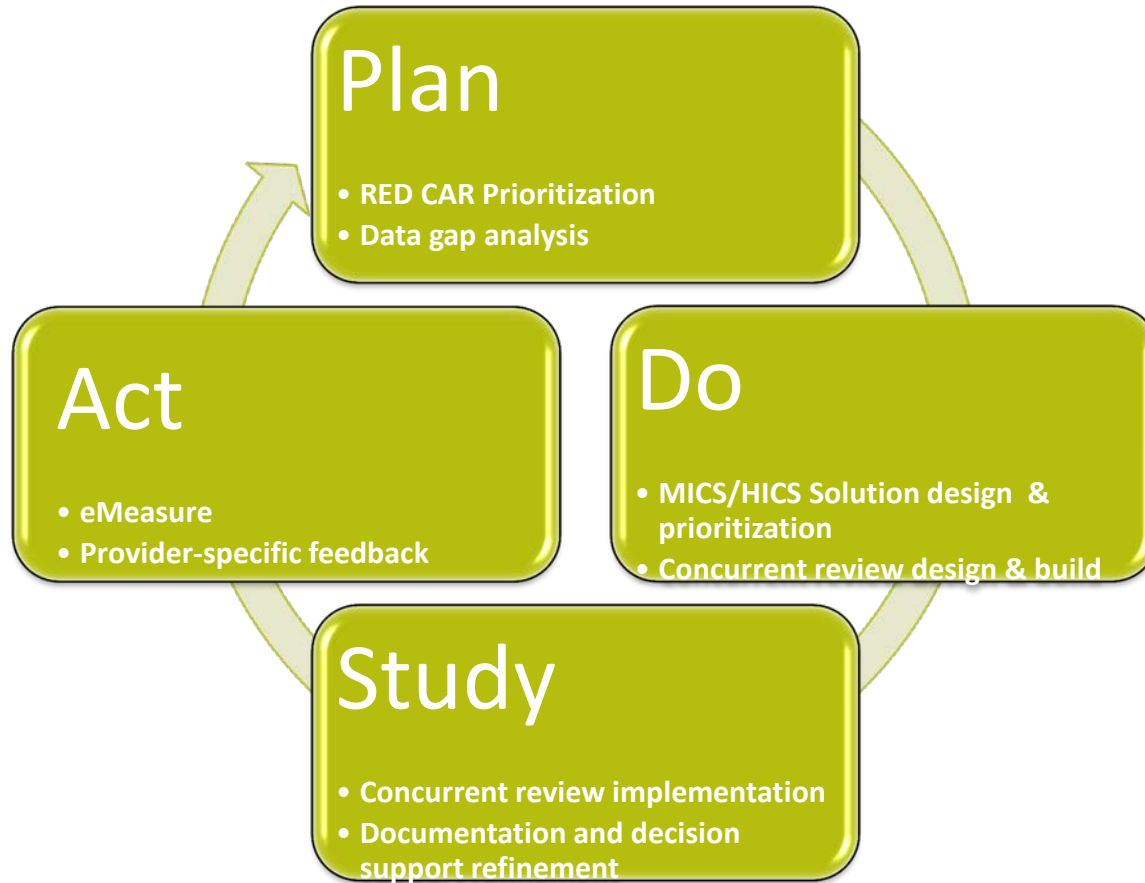 Plan
• RED CAR Prioritization
• Data gap analysis
Do
• MICS/HICS Solution design &
prioritization
• Concurrent review design & build
Study
• Concurrent review implementation
• Documentation and decision
support refinement
Act
• eMeasure
• Provider-specific feedback